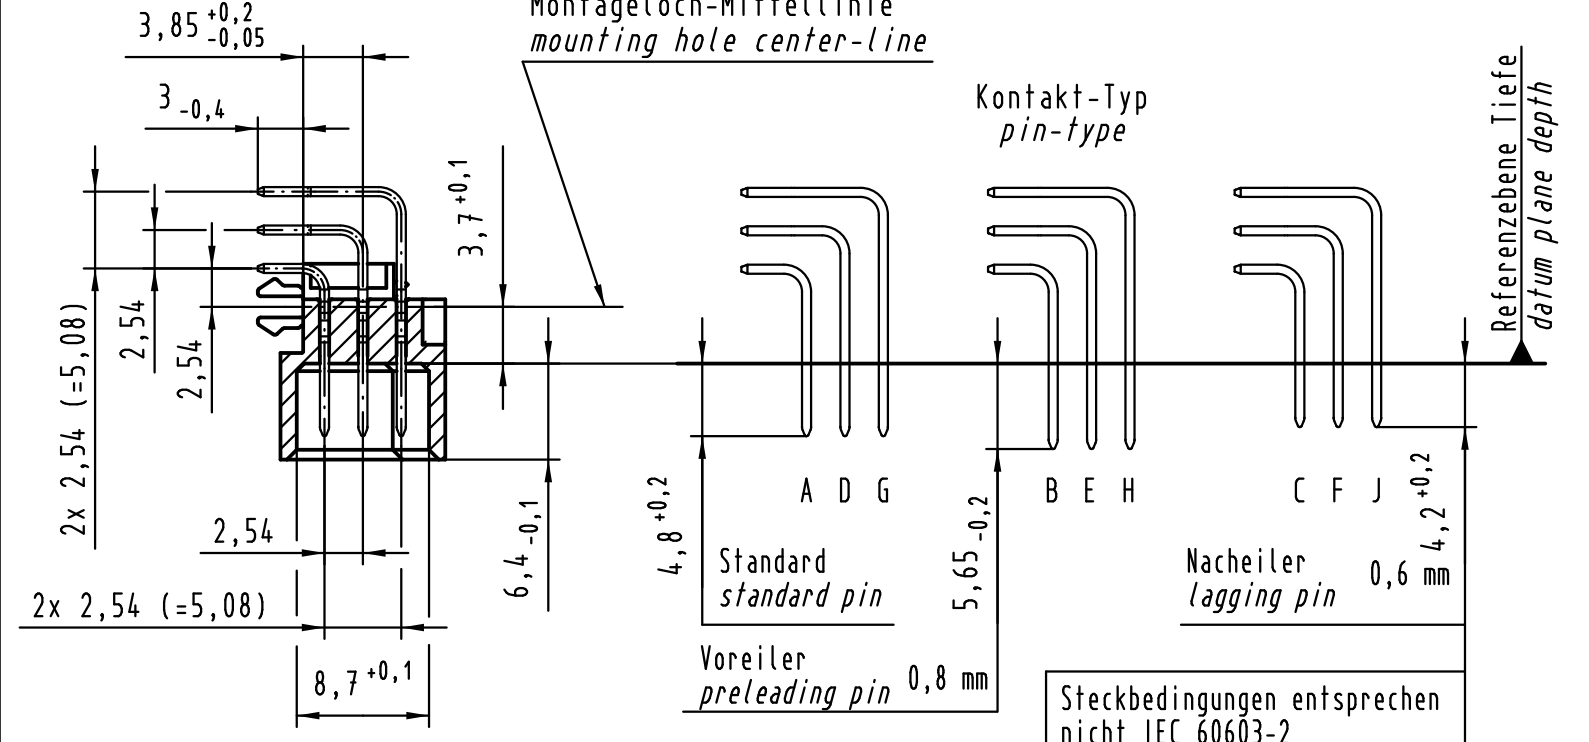 Montageloch-Mittellinie
mounting hole center-line
3,85 +0,2 -0,05
3 -0,4
Kontakt-Typ
pin-type
Referenzebene Tiefe
datum plane depth
3,7 +0,1
2x 2,54 (=5,08)
2,54
2,54
6,4 -0,1
2,54
2x 2,54 (=5,08)
8,7 +0,1
A D G
B E H
C F J
4,8 +0,2
Standard
standard pin
5,65 -0,2
Voreiler
preleading pin
0,8 mm
4,2 +0,2
Nacheiler
lagging pin
0,6 mm
Steckbedingungen entsprechen
nicht IEC 60603-2